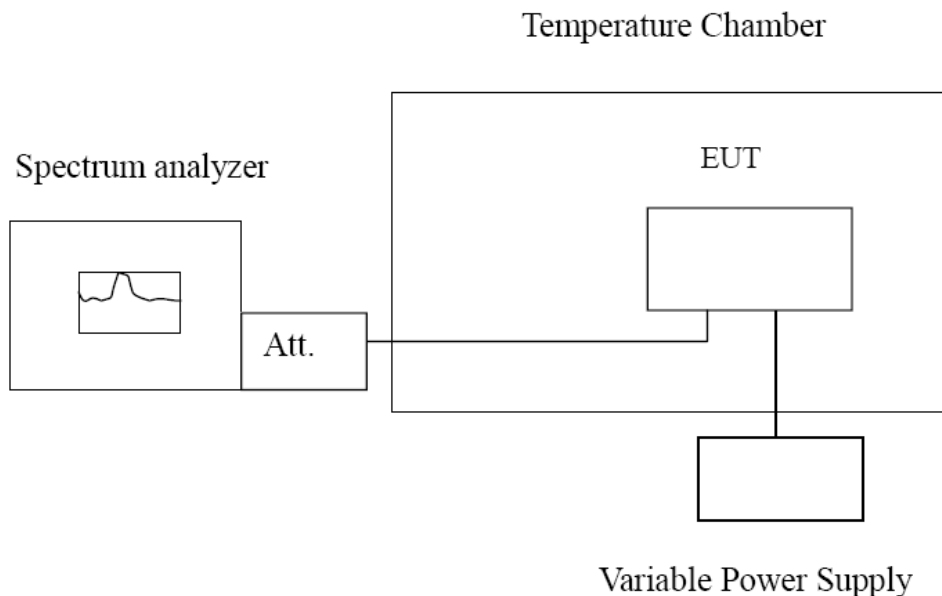 Temperature Chamber
Spectrum analyzer
EUT
Att.
Variable Power Supply